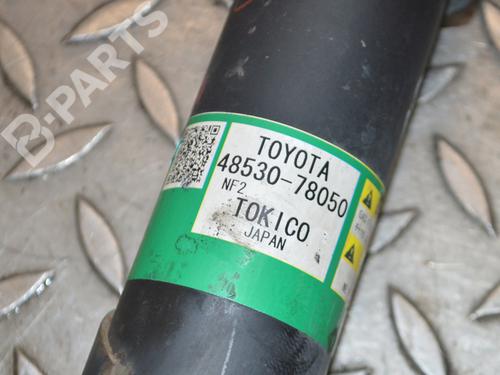 B-PARTS
TOYOTA
48530-78050
NF2
TOKICO
JAPAN